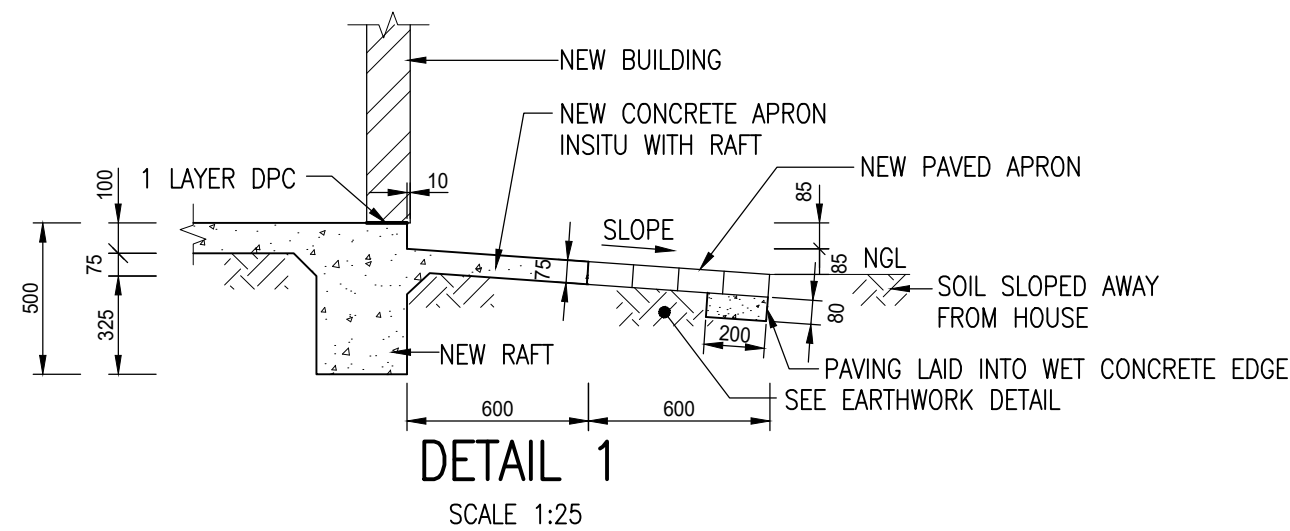 NEW BUILDING
NEW CONCRETE APRON
INSITU WITH RAFT
NEW PAVED APRON
1 LAYER DPC
10
100
85
SLOPE
75
85
NGL
75
500
SOIL SLOPED AWAY
FROM HOUSE
80
325
200
NEW RAFT
PAVING LAID INTO WET CONCRETE EDGE
SEE EARTHWORK DETAIL
600
600
DETAIL 1
SCALE 1:25